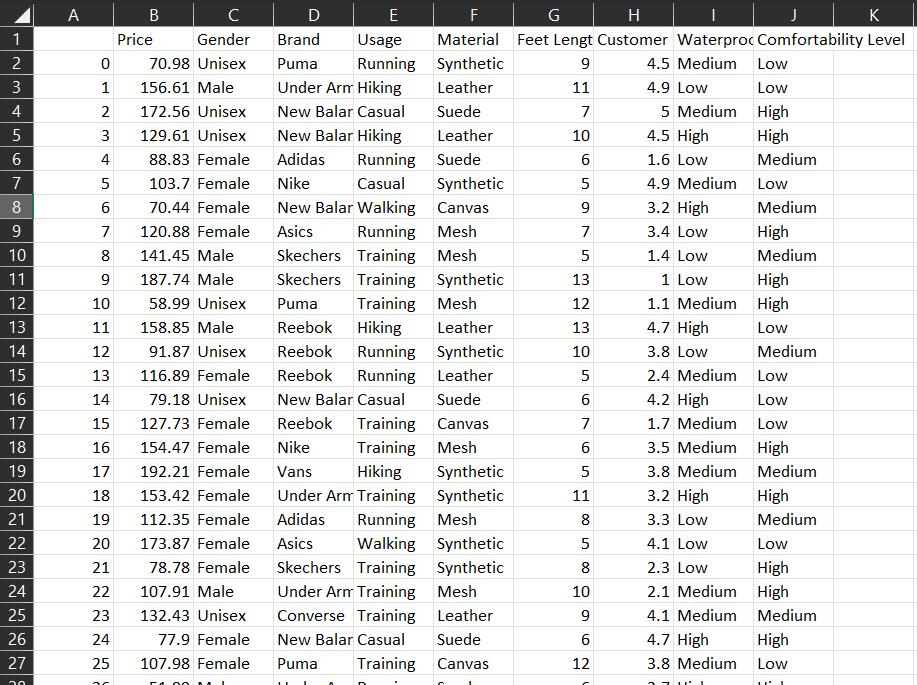 A B C D E F G H I J K
1 Price Gender Brand Usage Material Feet Lengt Customer Waterproo Comfortability Level
2 0 70.98 Unisex Puma Running Synthetic 9 4.5 Medium Low
3 1 156.61 Male Under Arm Hiking Leather 11 4.9 Low Low
4 2 172.56 Unisex New Balar Casual Suede 7 5 Medium High
5 3 129.61 Unisex New Balar Hiking Leather 10 4.5 High High
6 4 88.83 Female Adidas Running Suede 6 1.6 Low Medium
7 5 103.7 Female Nike Casual Synthetic 5 4.9 Medium Low
8 6 70.44 Female New Balar Walking Canvas 9 3.2 High Medium
9 7 120.88 Female Asics Running Mesh 7 3.4 Low High
10 8 141.45 Male Skechers Training Mesh 5 1.4 Low Medium
11 9 187.74 Male Skechers Training Synthetic 13 1 Low High
12 10 58.99 Unisex Puma Training Mesh 12 1.1 Medium High
13 11 158.85 Male Reebok Hiking Leather 13 4.7 High Low
14 12 91.87 Unisex Reebok Running Synthetic 10 3.8 Low Medium
15 13 116.89 Female Reebok Running Leather 5 2.4 Medium Low
16 14 79.18 Unisex New Balar Casual Suede 6 4.2 High Low
17 15 127.73 Female Reebok Training Canvas 7 1.7 Medium Low
18 16 154.47 Female Nike Training Mesh 6 3.5 Medium High
19 17 192.21 Female Vans Hiking Synthetic 5 3.8 Medium Medium
20 18 153.42 Female Under Arm Training Synthetic 11 3.2 High High
21 19 112.35 Female Adidas Running Mesh 8 3.3 Low Medium
22 20 173.87 Female Asics Walking Synthetic 5 4.1 Low Low
23 21 78.78 Female Skechers Training Synthetic 8 2.3 Low High
24 22 107.91 Male Under Arm Training Mesh 10 2.1 Medium High
25 23 132.43 Unisex Converse Training Leather 9 4.1 Medium Medium
26 24 77.9 Female New Balar Casual Suede 6 4.7 High High
27 25 107.98 Female Puma Training Canvas 12 3.8 Medium Low